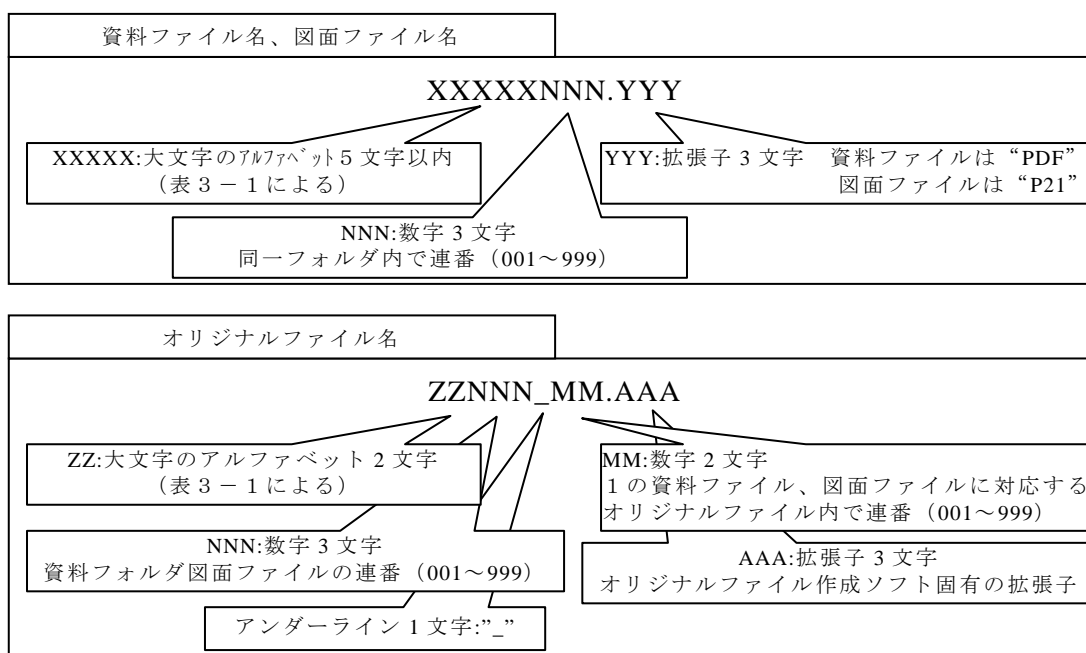 資料ファイル名、図面ファイル名
XXXXXNNN.YYY
XXXXX:大文字のｱﾙﾌｧﾍﾞｯﾄ５文字以内
（表３－１による）
YYY:拡張子３文字　資料ファイルは“PDF”
図面ファイルは“P21”
NNN:数字３文字
同一フォルダ内で連番（001～999）
オリジナルファイル名
ZZNNN_MM.AAA
ZZ:大文字のアルファベット２文字
（表３－１による）
MM:数字２文字
１の資料ファイル、図面ファイルに対応する
オリジナルファイル内で連番（001～999）
NNN:数字３文字
資料フォルダ図面ファイルの連番（001～999）
AAA:拡張子３文字
オリジナルファイル作成ソフト固有の拡張子
アンダーライン１文字:”_”